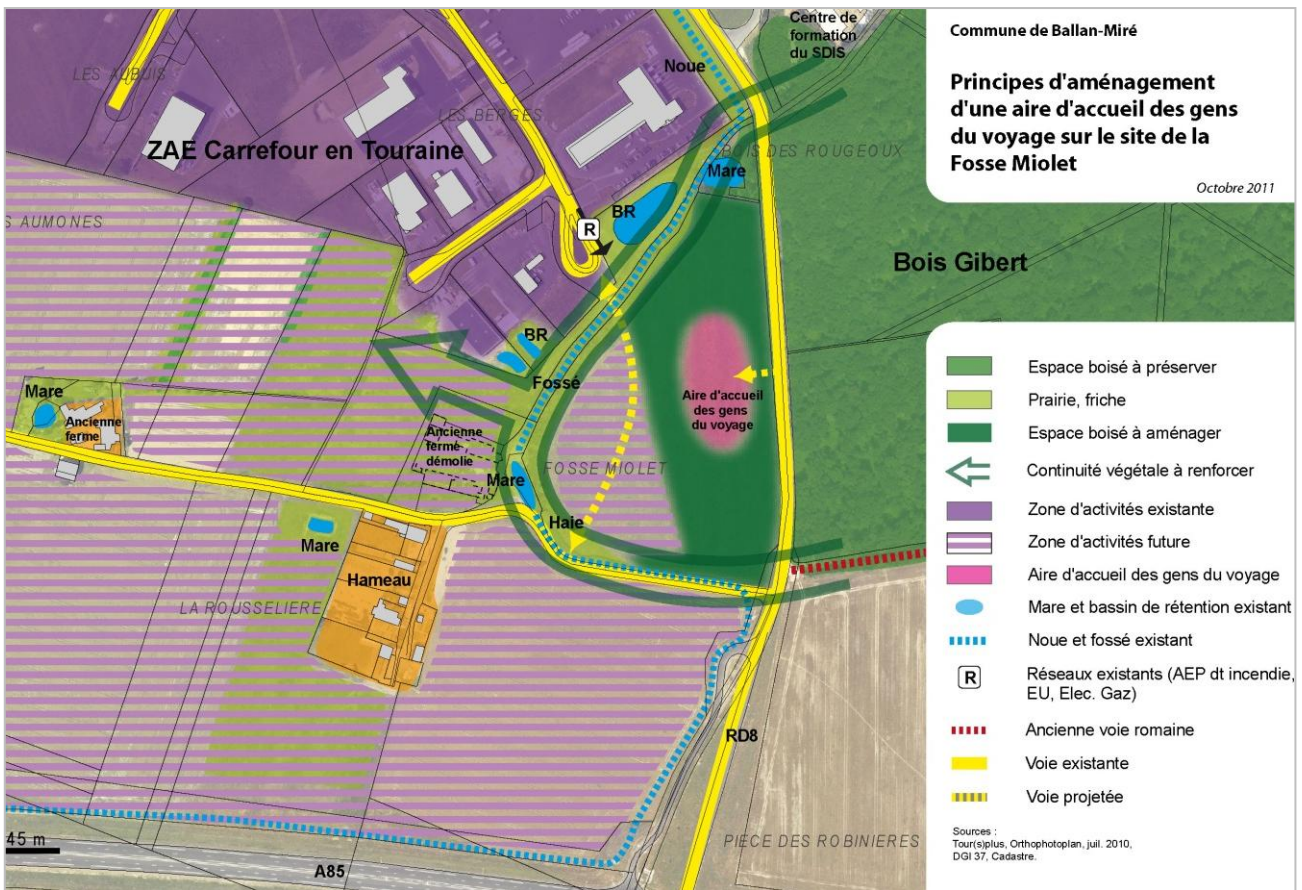 Centre de
formation
du SDIS
Noue
LES AUBUIS
LES BERGES
ZAE Carrefour en Touraine
BOIS DES ROUGEOUX
Mare
S AUMONES
BR
R
Bois Gibert
BR
Fossé
Mare
Ancienne
ferme
Aire d'accueil
des gens
du voyage
Ancienne
ferme
démolie
FOSSE MIOLET
Mare
Haie
Mare
Hameau
LA ROUSSELIERE
RD8
PIECE DES ROBINIERES
45 m
A85
Commune de Ballan-Miré
Principes d'aménagement
d'une aire d'accueil des gens
du voyage sur le site de la
Fosse Miolet
Octobre 2011
Espace boisé à préserver
Prairie, friche
Espace boisé à aménager
Continuité végétale à renforcer
Zone d'activités existante
Zone d'activités future
Aire d'accueil des gens du voyage
Mare et bassin de rétention existant
Noue et fossé existant
R
Réseaux existants (AEP dt incendie,
EU, Elec. Gaz)
Ancienne voie romaine
Voie existante
Voie projetée
Sources :
Tour(s)plus, Orthophotoplan, juil. 2010,
DGI 37, Cadastre.